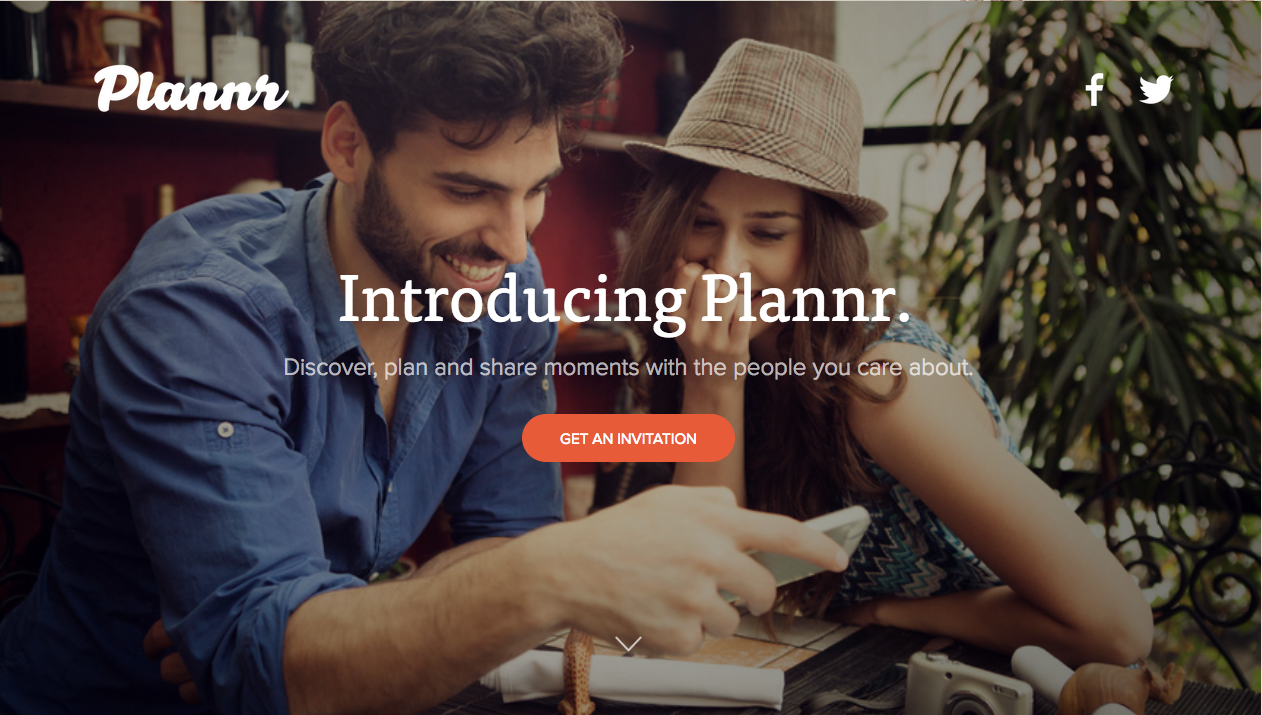 Plannr
Introducing Plannr.
Discover, plan and share moments with the people you care about.
GET AN INVITATION